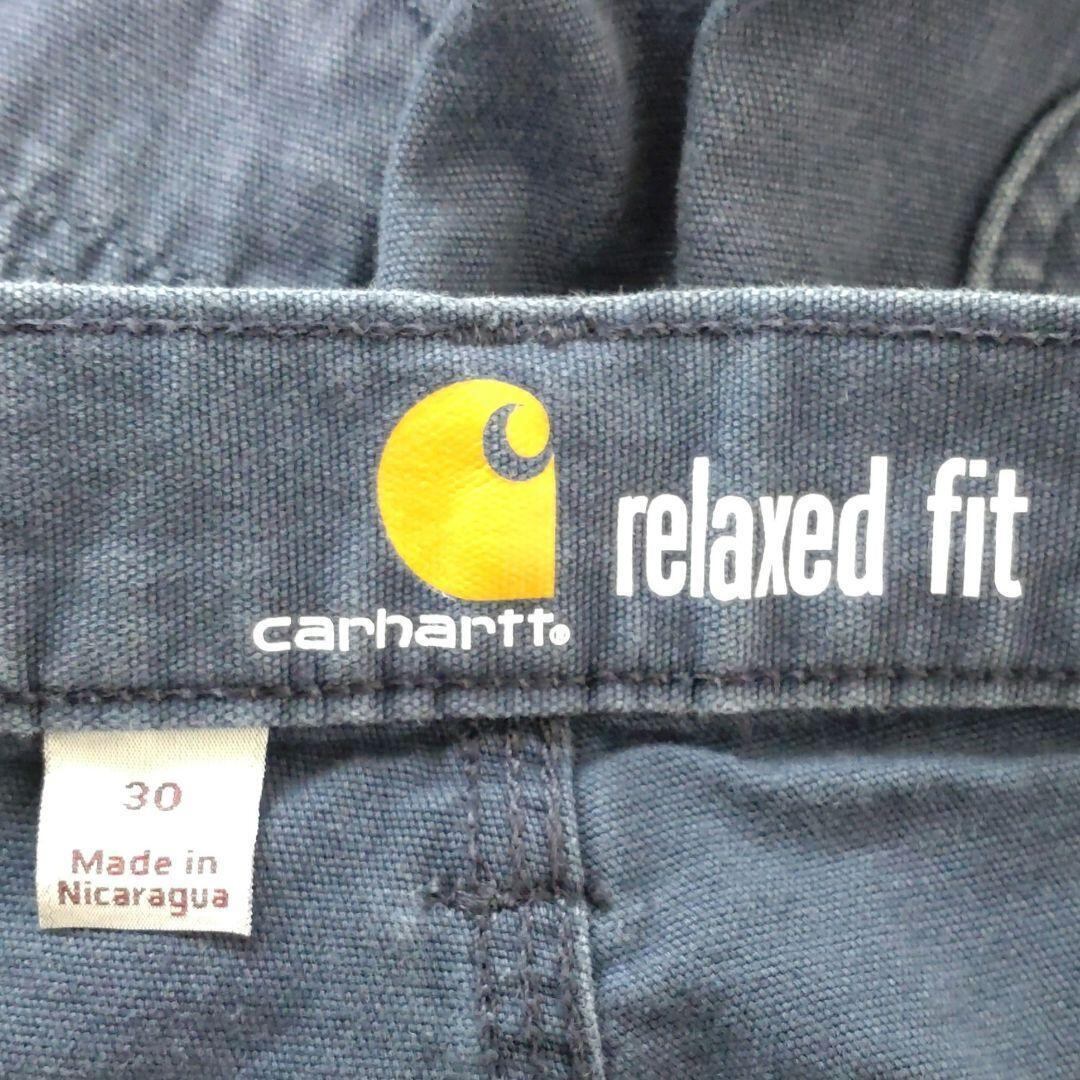 relaxed fit
carhartt®
30
Made in
Nicaragua